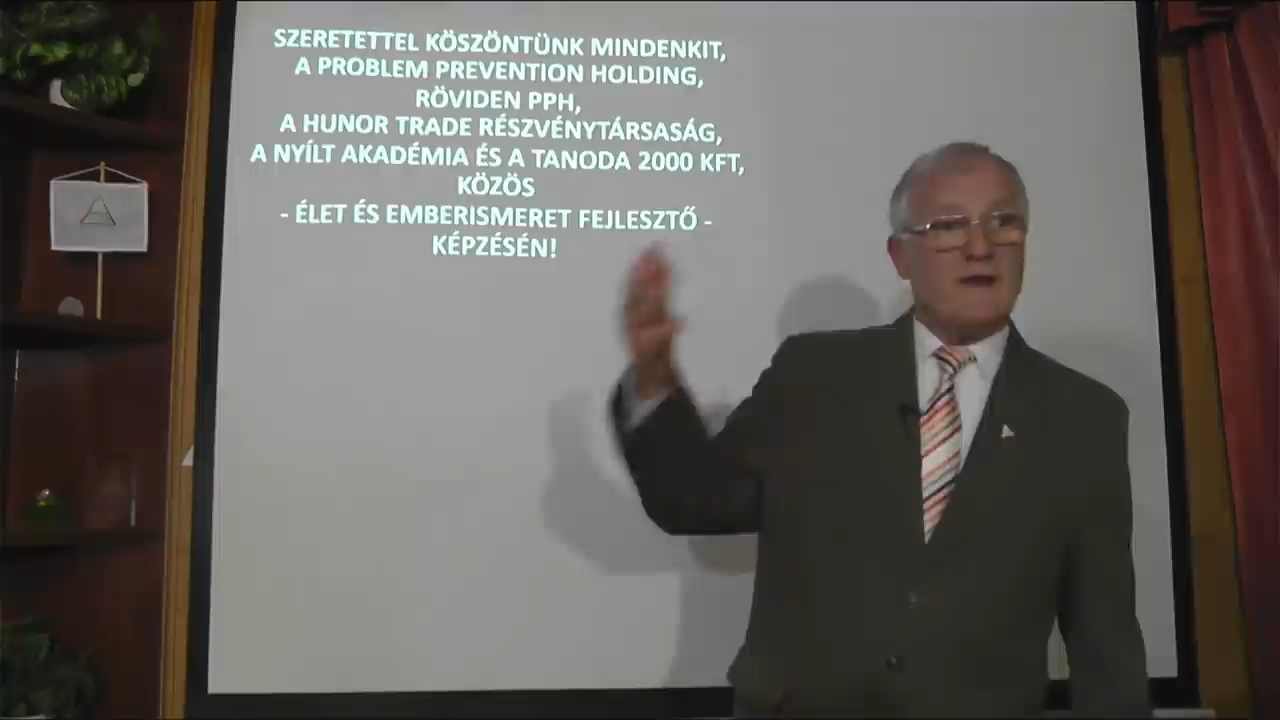 SZERETETTEL KÖSZÖNTÜNK MINDENKIT,
A PROBLEM PREVENTION HOLDING,
RÖVIDEN PPH,
A HUNOR TRADE RÉSZVÉNYTÁRSASÁG,
A NYÍLT AKADÉMIA ÉS A TANODA 2000 KFT,
KÖZÖS
- ÉLET ÉS EMBERISMERET FEJLESZTŐ -
KÉPZÉSÉN!